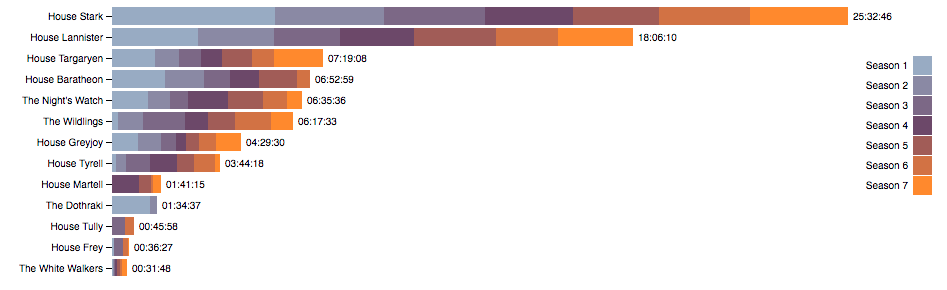 House Stark 25:32:46
House Lannister 18:06:10
House Targaryen 07:19:08
House Baratheon 06:52:59
Season 1
Season 2
The Night's Watch 06:35:36
Season 3
The Wildlings 06:17:33
Season 4
House Greyjoy 04:29:30
Season 5
House Tyrell 03:44:18
Season 6
House Martell 01:41:15
Season 7
The Dothraki 01:34:37
House Tully 00:45:58
House Frey 00:36:27
The White Walkers 00:31:48